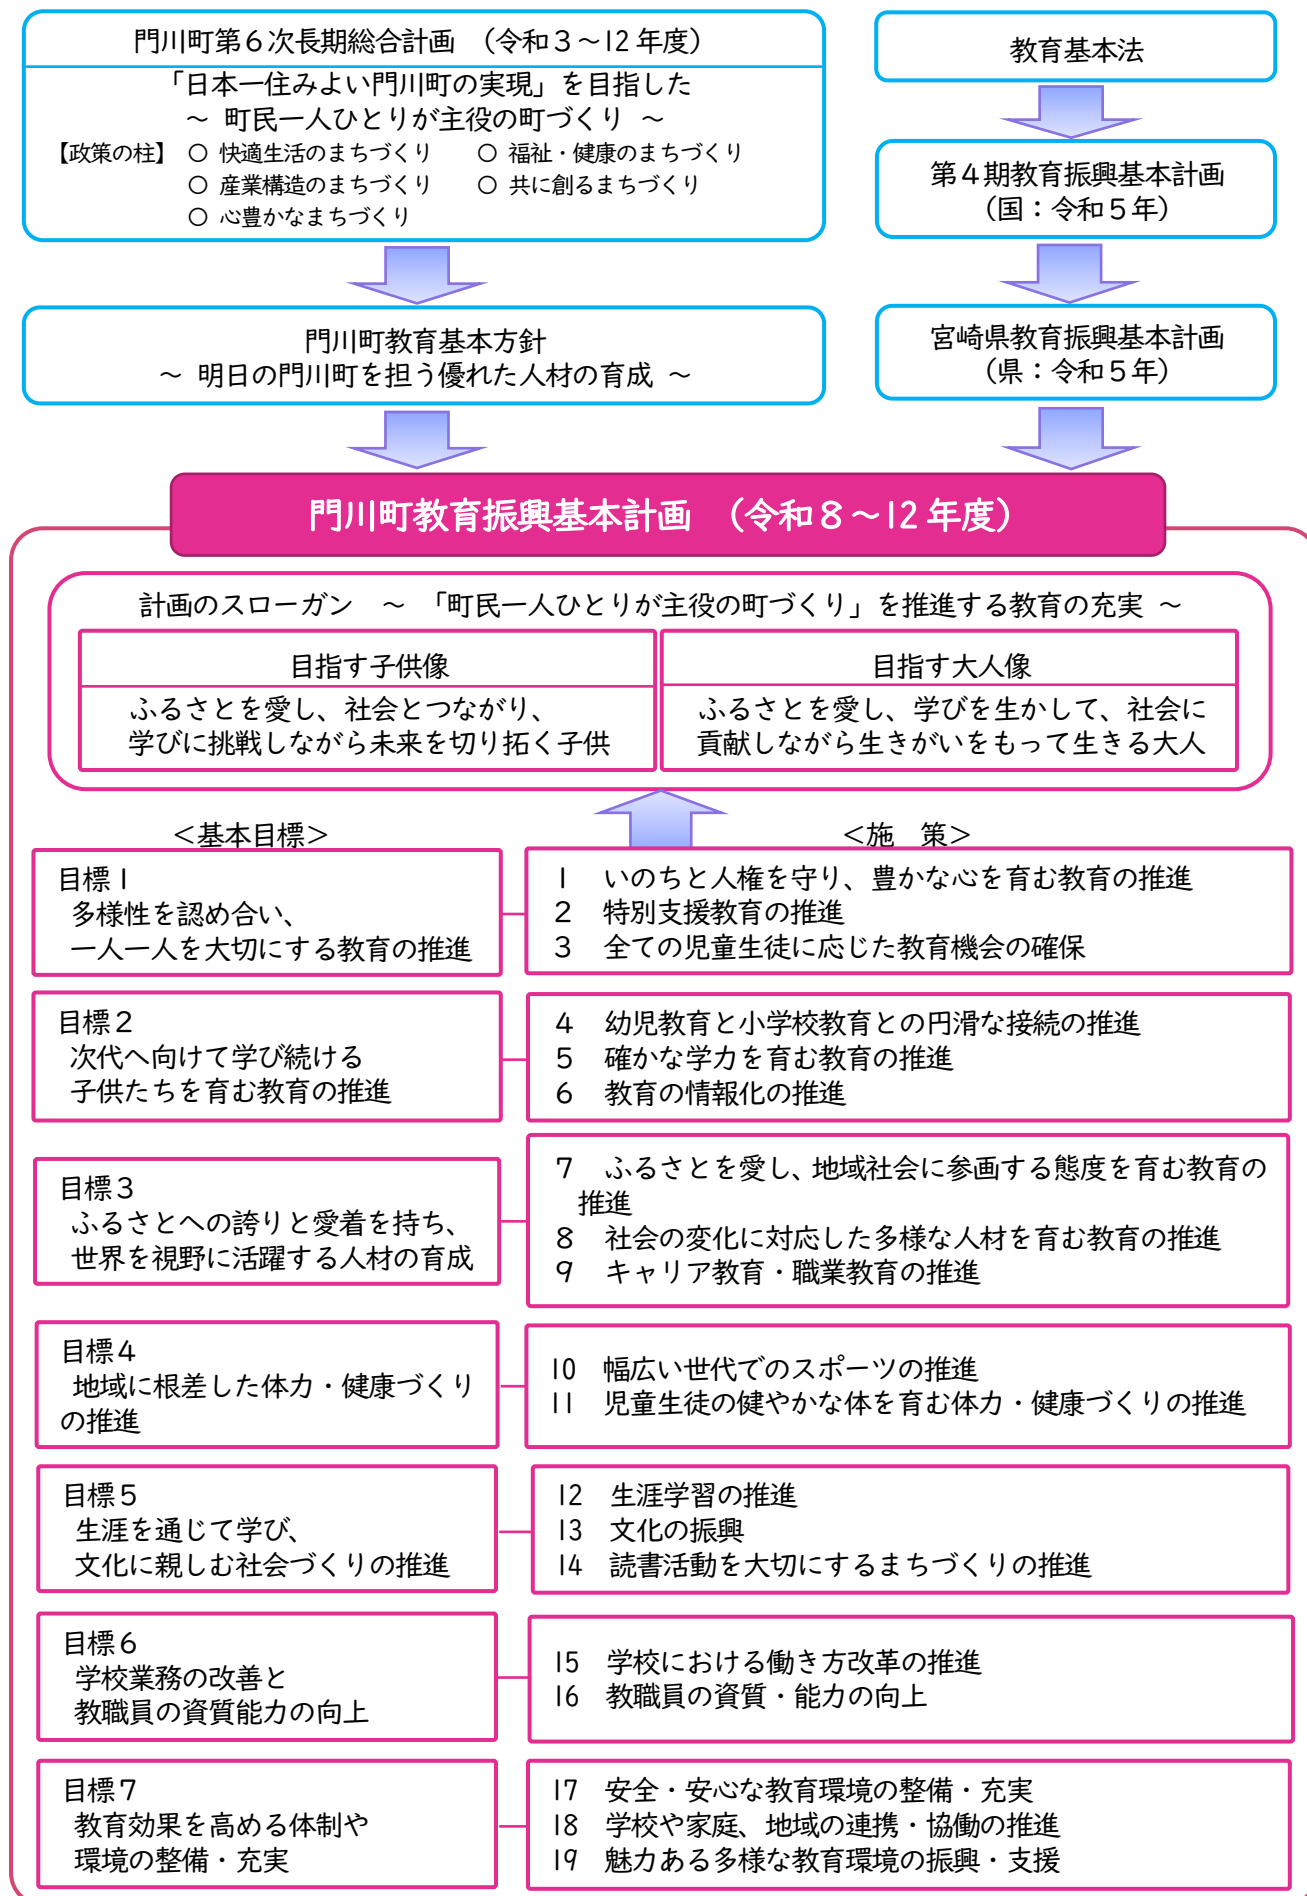 門川町第６次長期総合計画　（令和３～12年度）
「日本一住みよい門川町の実現」を目指した
～ 町民一人ひとりが主役の町づくり ～
【政策の柱】 ○ 快適生活のまちづくり　○ 福祉・健康のまちづくり
○ 産業構造のまちづくり　○ 共に創るまちづくり
○ 心豊かなまちづくり
教育基本法
第４期教育振興基本計画
（国：令和５年）
門川町教育基本方針
～ 明日の門川町を担う優れた人材の育成 ～
宮崎県教育振興基本計画
（県：令和５年）
門川町教育振興基本計画　（令和８～12年度）
計画のスローガン　～ 「町民一人ひとりが主役の町づくり」を推進する教育の充実 ～
目指す子供像
ふるさとを愛し、社会とつながり、
学びに挑戦しながら未来を切り拓く子供
目指す大人像
ふるさとを愛し、学びを生かして、社会に
貢献しながら生きがいをもって生きる大人
＜基本目標＞
＜施　策＞
目標１
多様性を認め合い、
一人一人を大切にする教育の推進
１　いのちと人権を守り、豊かな心を育む教育の推進
２　特別支援教育の推進
３　全ての児童生徒に応じた教育機会の確保
目標２
次代へ向けて学び続ける
子供たちを育む教育の推進
４　幼児教育と小学校教育との円滑な接続の推進
５　確かな学力を育む教育の推進
６　教育の情報化の推進
目標３
ふるさとへの誇りと愛着を持ち、
世界を視野に活躍する人材の育成
７　ふるさとを愛し、地域社会に参画する態度を育む教育の
推進
８　社会の変化に対応した多様な人材を育む教育の推進
９　キャリア教育・職業教育の推進
目標４
地域に根差した体力・健康づくり
の推進
10　幅広い世代でのスポーツの推進
11　児童生徒の健やかな体を育む体力・健康づくりの推進
目標５
生涯を通じて学び、
文化に親しむ社会づくりの推進
12　生涯学習の推進
13　文化の振興
14　読書活動を大切にするまちづくりの推進
目標６
学校業務の改善と
教職員の資質能力の向上
15　学校における働き方改革の推進
16　教職員の資質・能力の向上
目標７
教育効果を高める体制や
環境の整備・充実
17　安全・安心な教育環境の整備・充実
18　学校や家庭、地域の連携・協働の推進
19　魅力ある多様な教育環境の振興・支援